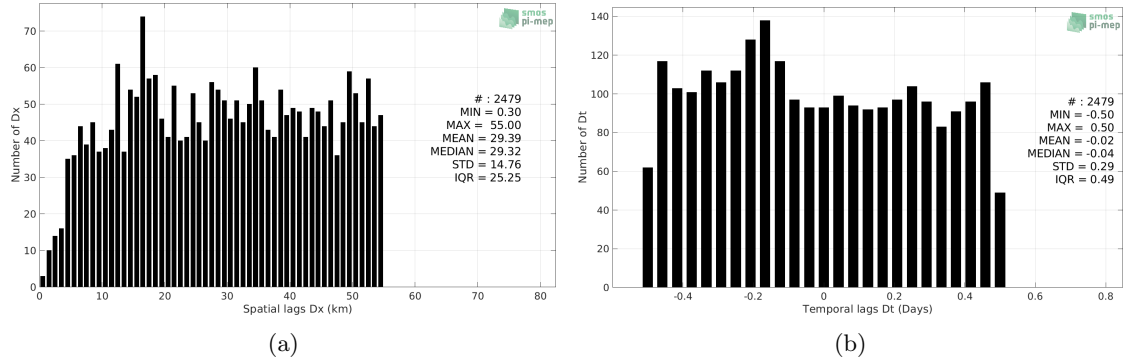 smos
pi-mep
70
60
50
40
30
20
10
0
Number of Dx
# : 2479
MIN = 0.30
MAX = 55.00
MEAN = 29.39
MEDIAN = 29.32
STD = 14.76
IQR = 25.25
0 10 20 30 40 50 60 70 80
Spatial lags Dx (km)
(a)
smos
pi-mep
140
120
100
80
60
40
20
0
Number of Dt
# : 2479
MIN = -0.50
MAX = 0.50
MEAN = -0.02
MEDIAN = -0.04
STD = 0.29
IQR = 0.49
-0.4 -0.2 0 0.2 0.4 0.6 0.8
Temporal lags Dt (Days)
(b)